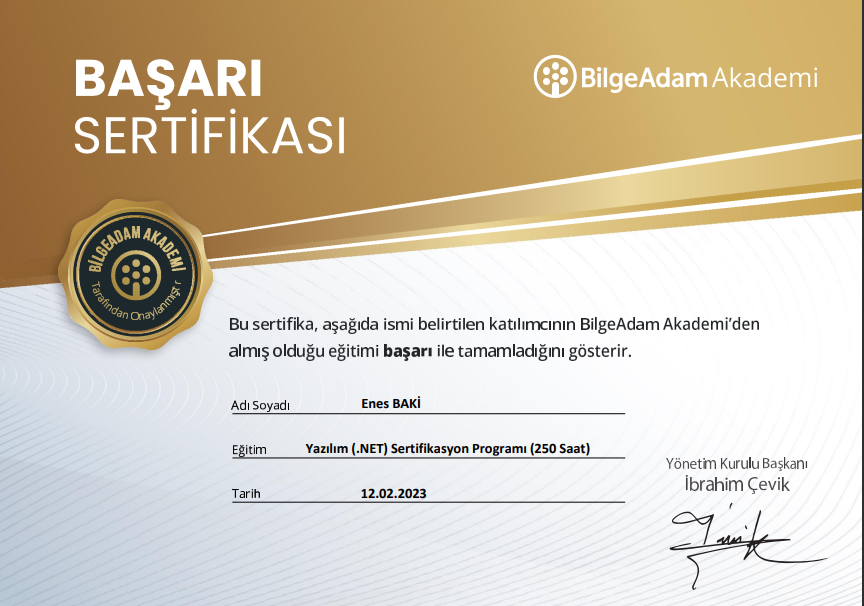 BAŞARI
SERTİFİKASI
BilgeAdam Akademi
BİLGEADAM AKADEMİ
Tarafından Onaylanmıştır
Bu sertifika, aşağıda ismi belirtilen katılımcının BilgeAdam Akademi’den
almış olduğu eğitimi başarı ile tamamladığını gösterir.
Adı Soyadı Enes BAKİ
Eğitim Yazılım (.NET) Sertifikasyon Programı (250 Saat)
Tarih 12.02.2023
Yönetim Kurulu Başkanı
İbrahim Çevik